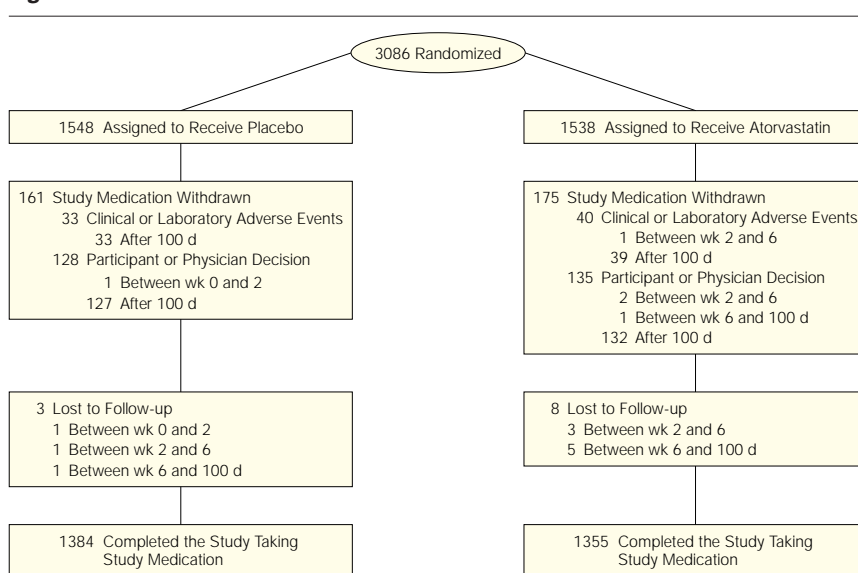 3086 Randomized
1548 Assigned to Receive Placebo
161 Study Medication Withdrawn
33 Clinical or Laboratory Adverse Events
33 After 100 d
128 Participant or Physician Decision
1 Between wk 0 and 2
127 After 100 d
3 Lost to Follow-up
1 Between wk 0 and 2
1 Between wk 2 and 6
1 Between wk 6 and 100 d
1384 Completed the Study Taking
Study Medication
1538 Assigned to Receive Atorvastatin
175 Study Medication Withdrawn
40 Clinical or Laboratory Adverse Events
1 Between wk 2 and 6
39 After 100 d
135 Participant or Physician Decision
2 Between wk 2 and 6
1 Between wk 6 and 100 d
132 After 100 d
8 Lost to Follow-up
3 Between wk 2 and 6
5 Between wk 6 and 100 d
1355 Completed the Study Taking
Study Medication